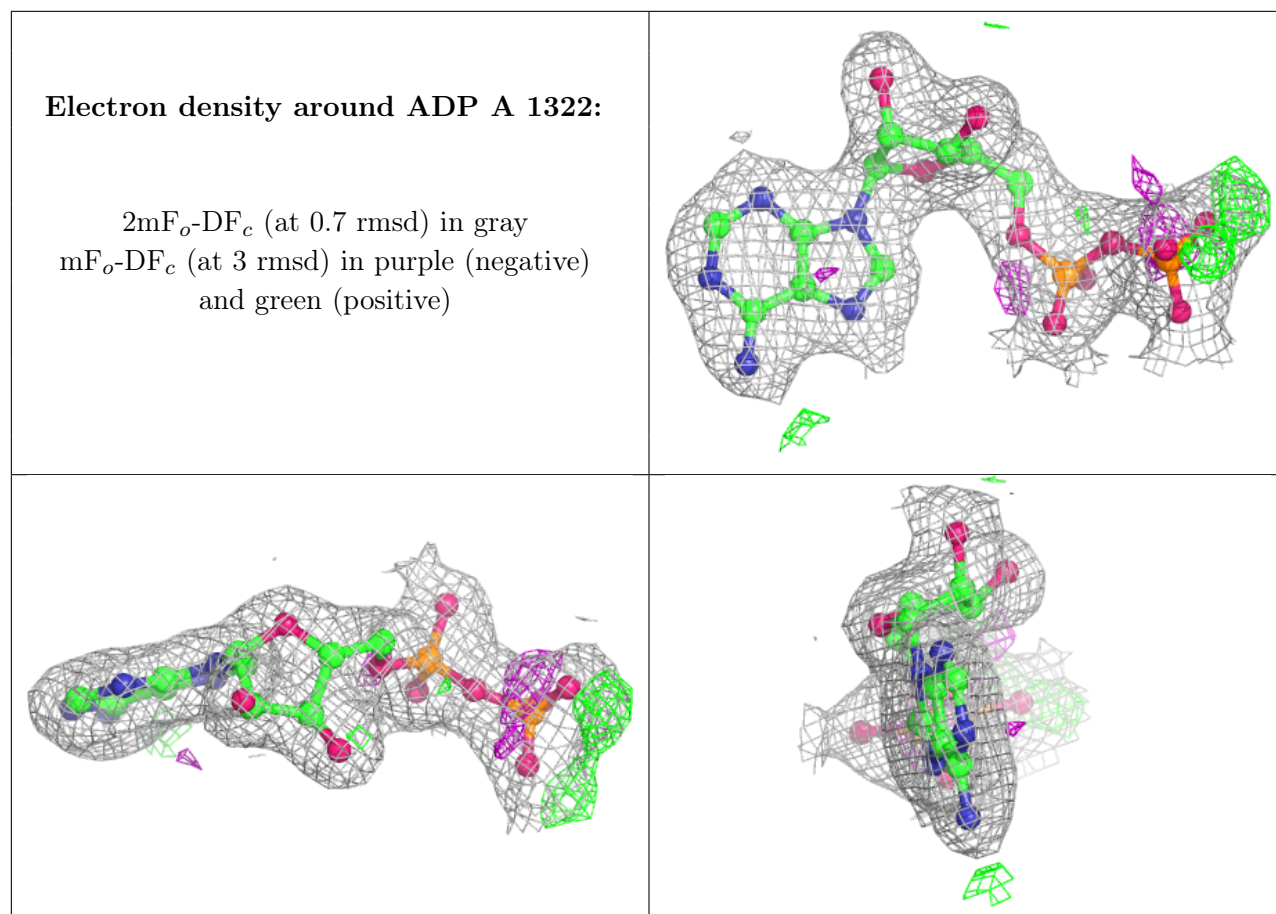 Electron density around ADP A 1322:
2mFo-DFc (at 0.7 rmsd) in gray
mFo-DFc (at 3 rmsd) in purple (negative)
and green (positive)